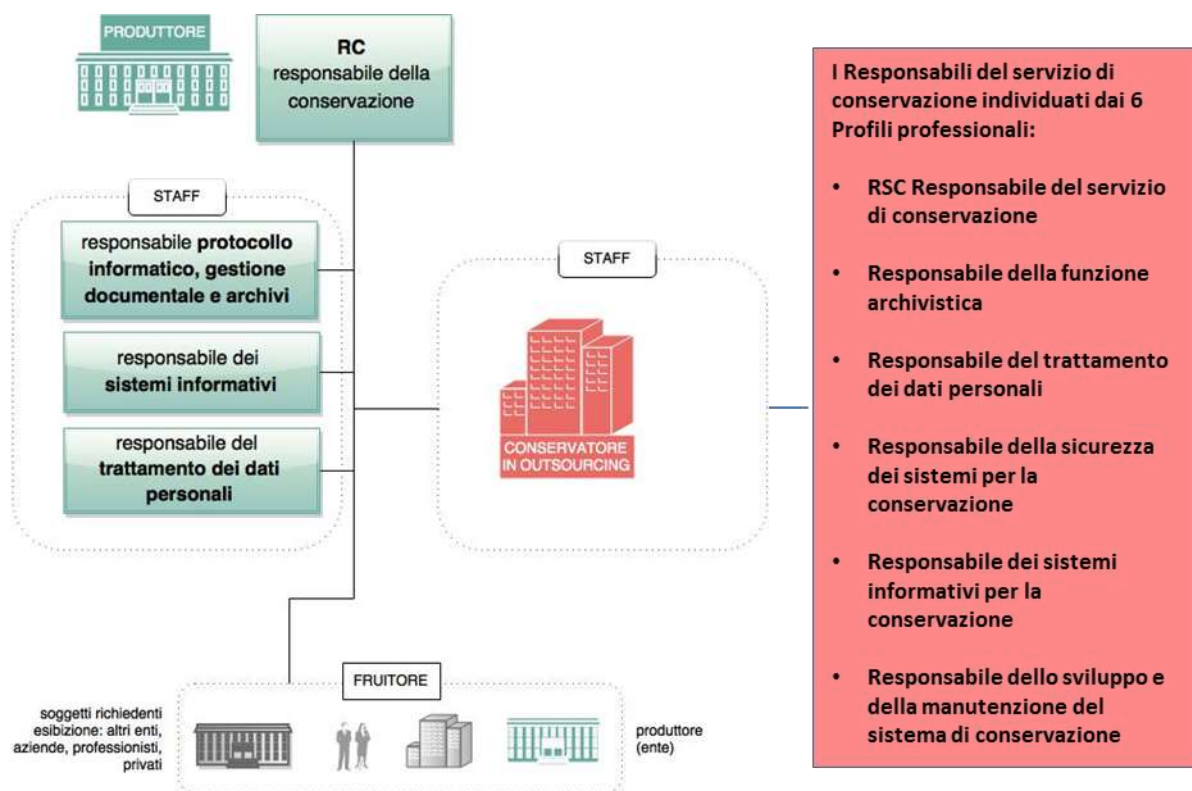 PRODUTTORE
RC
responsabile della
conservazione
STAFF
responsabile protocollo
informatico, gestione
documentale e archivi
responsabile dei
sistemi informativi
responsabile del
trattamento dei dati
personali
STAFF
CONSERVATORE
IN OUTSOURCING
I Responsabili del servizio di
conservazione individuati dai 6
Profili professionali:
• RSC Responsabile del servizio
di conservazione
• Responsabile della funzione
archivistica
• Responsabile del trattamento
dei dati personali
• Responsabile della sicurezza
dei sistemi per la
conservazione
• Responsabile dei sistemi
informativi per la
conservazione
• Responsabile dello sviluppo e
della manutenzione del
sistema di conservazione
FRUITORE
soggetti richiedenti
esibizione: altri enti,
aziende, professionisti,
privati
produttore
(ente)